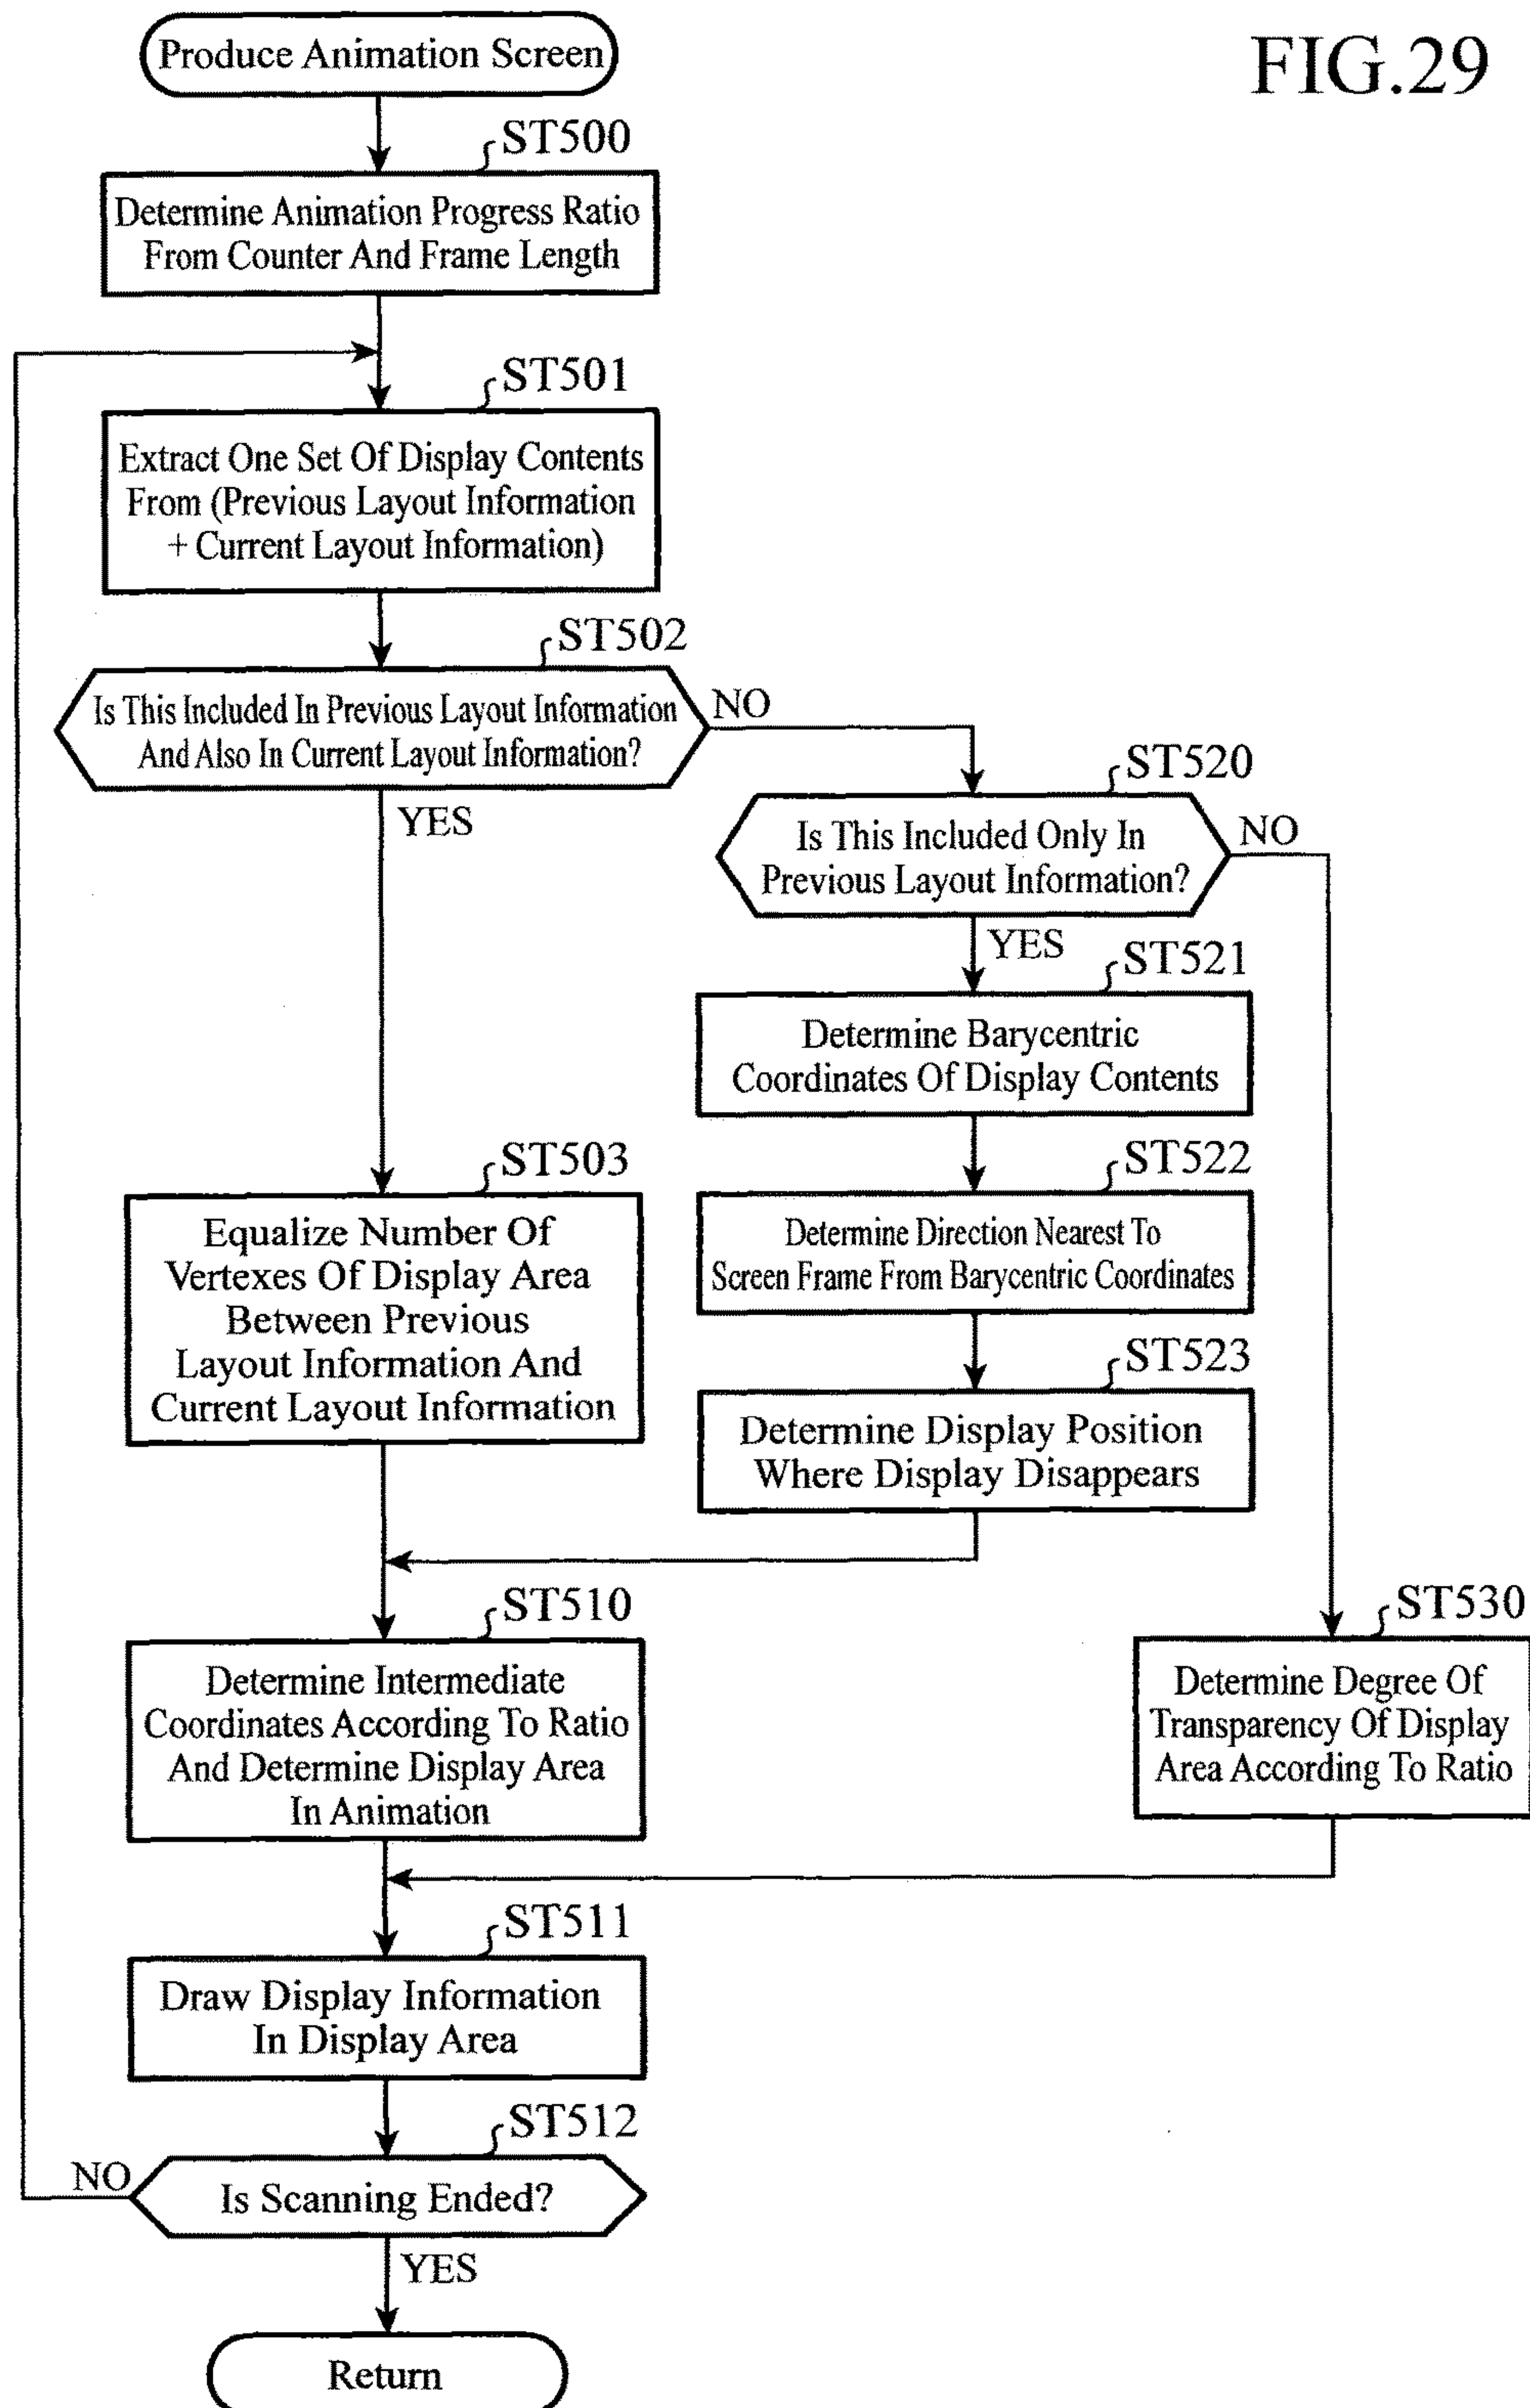 FIG.29
Produce Animation Screen
ST500
Determine Animation Progress Ratio
From Counter And Frame Length
ST501
Extract One Set Of Display Contents
From (Previous Layout Information
+ Current Layout Information)
ST502
Is This Included In Previous Layout Information
And Also In Current Layout Information?
NO
YES
ST520
Is This Included Only In
Previous Layout Information?
NO
YES
ST521
Determine Barycentric
Coordinates Of Display Contents
ST522
Determine Direction Nearest To
Screen Frame From Barycentric Coordinates
ST523
Determine Display Position
Where Display Disappears
ST503
Equalize Number Of
Vertexes Of Display Area
Between Previous
Layout Information And
Current Layout Information
ST510
Determine Intermediate
Coordinates According To Ratio
And Determine Display Area
In Animation
ST530
Determine Degree Of
Transparency Of Display
Area According To Ratio
ST511
Draw Display Information
In Display Area
ST512
Is Scanning Ended?
NO
YES
Return